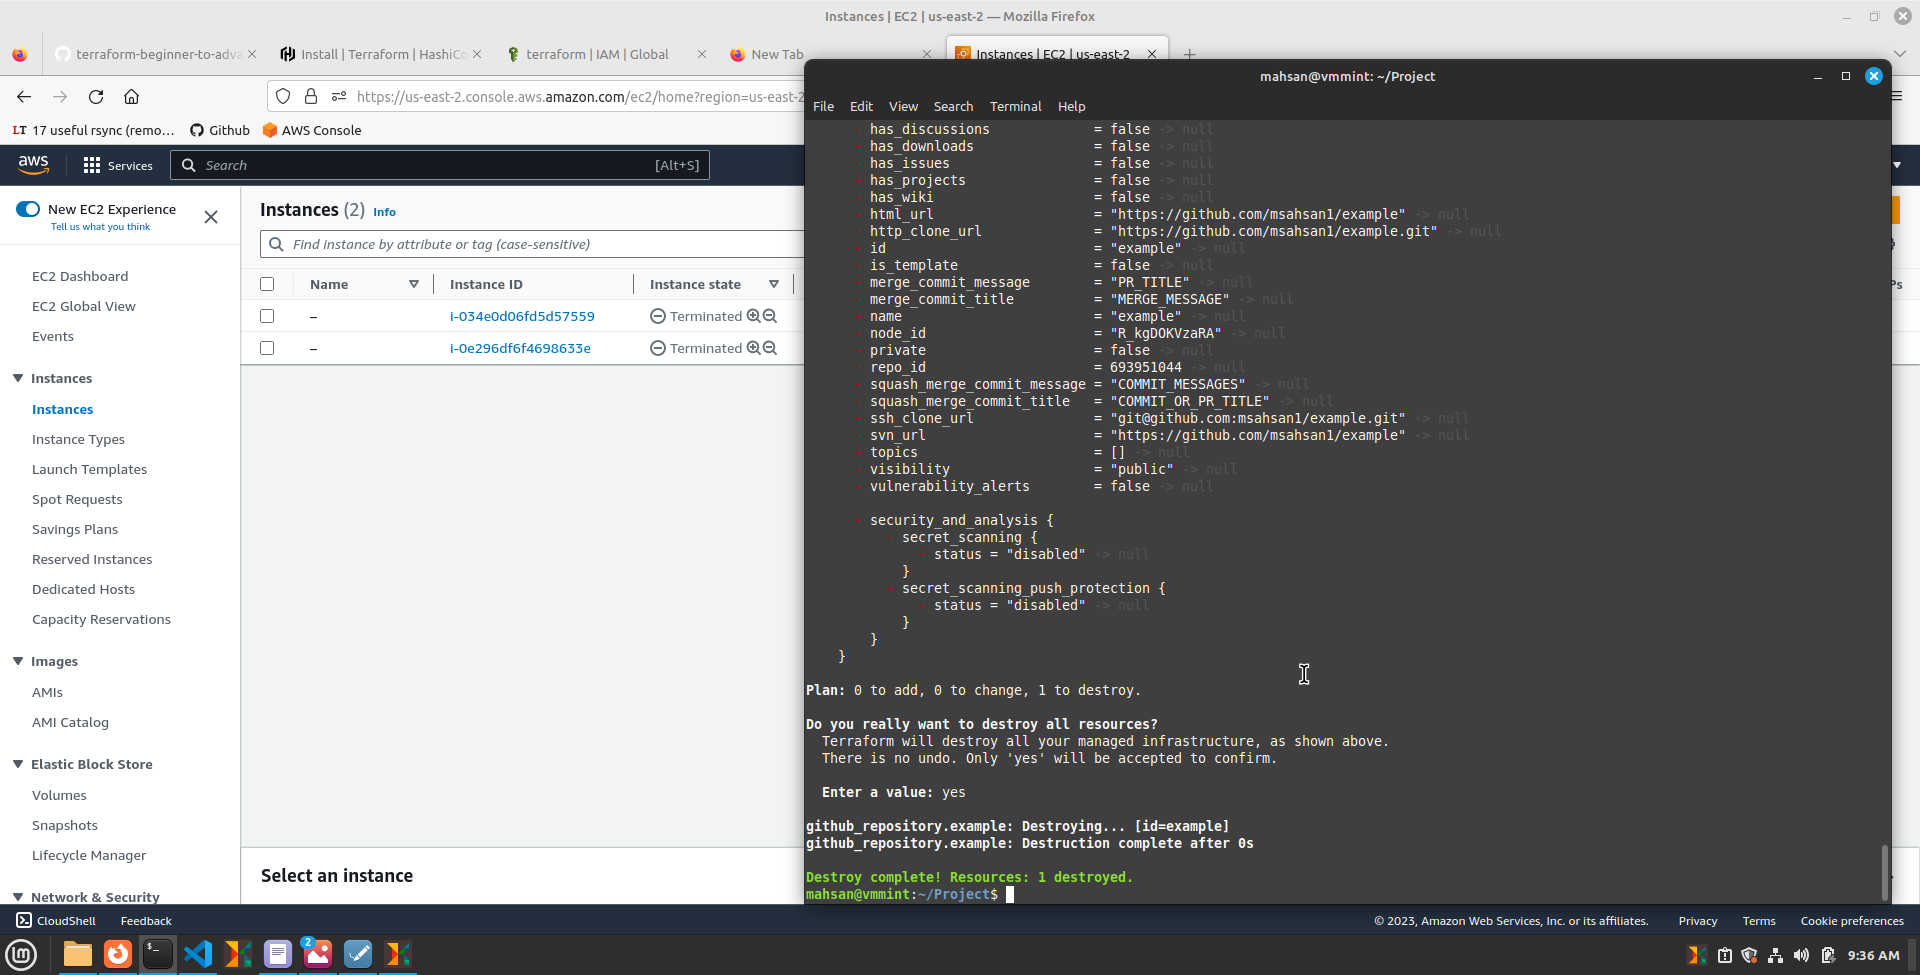 Instances | EC2 | us-east-2 — Mozilla Firefox
terraform-beginner-to-adva
Install | Terraform | HashiCo
terraform | IAM | Global
New Tab
Instances | EC2 | us-east-2
https://us-east-2.console.aws.amazon.com/ec2/home?region=us-east-2
17 useful rsync (remo…
Github
AWS Console
aws
Services
Search
[Alt+S]
New EC2 Experience
Tell us what you think
EC2 Dashboard
EC2 Global View
Events
Instances
Instances
Instance Types
Launch Templates
Spot Requests
Savings Plans
Reserved Instances
Dedicated Hosts
Capacity Reservations
Images
AMIs
AMI Catalog
Elastic Block Store
Volumes
Snapshots
Lifecycle Manager
Network & Security
Instances (2) Info
Find instance by attribute or tag (case-sensitive)
Name
Instance ID
Instance state
– i-034e0d06fd5d57559 Terminated
– i-0e296df6f4698633e Terminated
Select an instance
mahsan@vmmint: ~/Project
File Edit View Search Terminal Help
- has_discussions = false -> null
- has_downloads = false -> null
- has_issues = false -> null
- has_projects = false -> null
- has_wiki = false -> null
- html_url = "https://github.com/msahsan1/example" -> null
- http_clone_url = "https://github.com/msahsan1/example.git" -> null
- id = "example" -> null
- is_template = false -> null
- merge_commit_message = "PR_TITLE" -> null
- merge_commit_title = "MERGE_MESSAGE" -> null
- name = "example" -> null
- node_id = "R_kgDOKVzaRA" -> null
- private = false -> null
- repo_id = 693951044 -> null
- squash_merge_commit_message = "COMMIT_MESSAGES" -> null
- squash_merge_commit_title = "COMMIT_OR_PR_TITLE" -> null
- ssh_clone_url = "git@github.com:msahsan1/example.git" -> null
- svn_url = "https://github.com/msahsan1/example" -> null
- topics = [] -> null
- visibility = "public" -> null
- vulnerability_alerts = false -> null
- security_and_analysis {
- secret_scanning {
- status = "disabled" -> null
}
- secret_scanning_push_protection {
- status = "disabled" -> null
}
}
}
Plan: 0 to add, 0 to change, 1 to destroy.
Do you really want to destroy all resources?
Terraform will destroy all your managed infrastructure, as shown above.
There is no undo. Only 'yes' will be accepted to confirm.
Enter a value: yes
github_repository.example: Destroying... [id=example]
github_repository.example: Destruction complete after 0s
Destroy complete! Resources: 1 destroyed.
mahsan@vmmint:~/Project$
CloudShell
Feedback
© 2023, Amazon Web Services, Inc. or its affiliates.
Privacy
Terms
Cookie preferences
2
9:36 AM